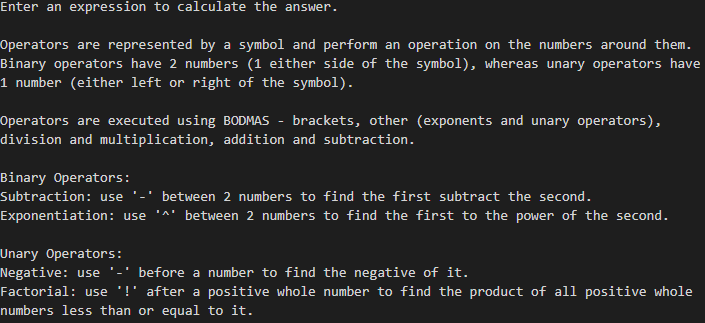 Enter an expression to calculate the answer.
Operators are represented by a symbol and perform an operation on the numbers around them.
Binary operators have 2 numbers (1 either side of the symbol), whereas unary operators have
1 number (either left or right of the symbol).
Operators are executed using BODMAS - brackets, other (exponents and unary operators),
division and multiplication, addition and subtraction.
Binary Operators:
Subtraction: use '-' between 2 numbers to find the first subtract the second.
Exponentiation: use '^' between 2 numbers to find the first to the power of the second.
Unary Operators:
Negative: use '-' before a number to find the negative of it.
Factorial: use '!' after a positive whole number to find the product of all positive whole
numbers less than or equal to it.